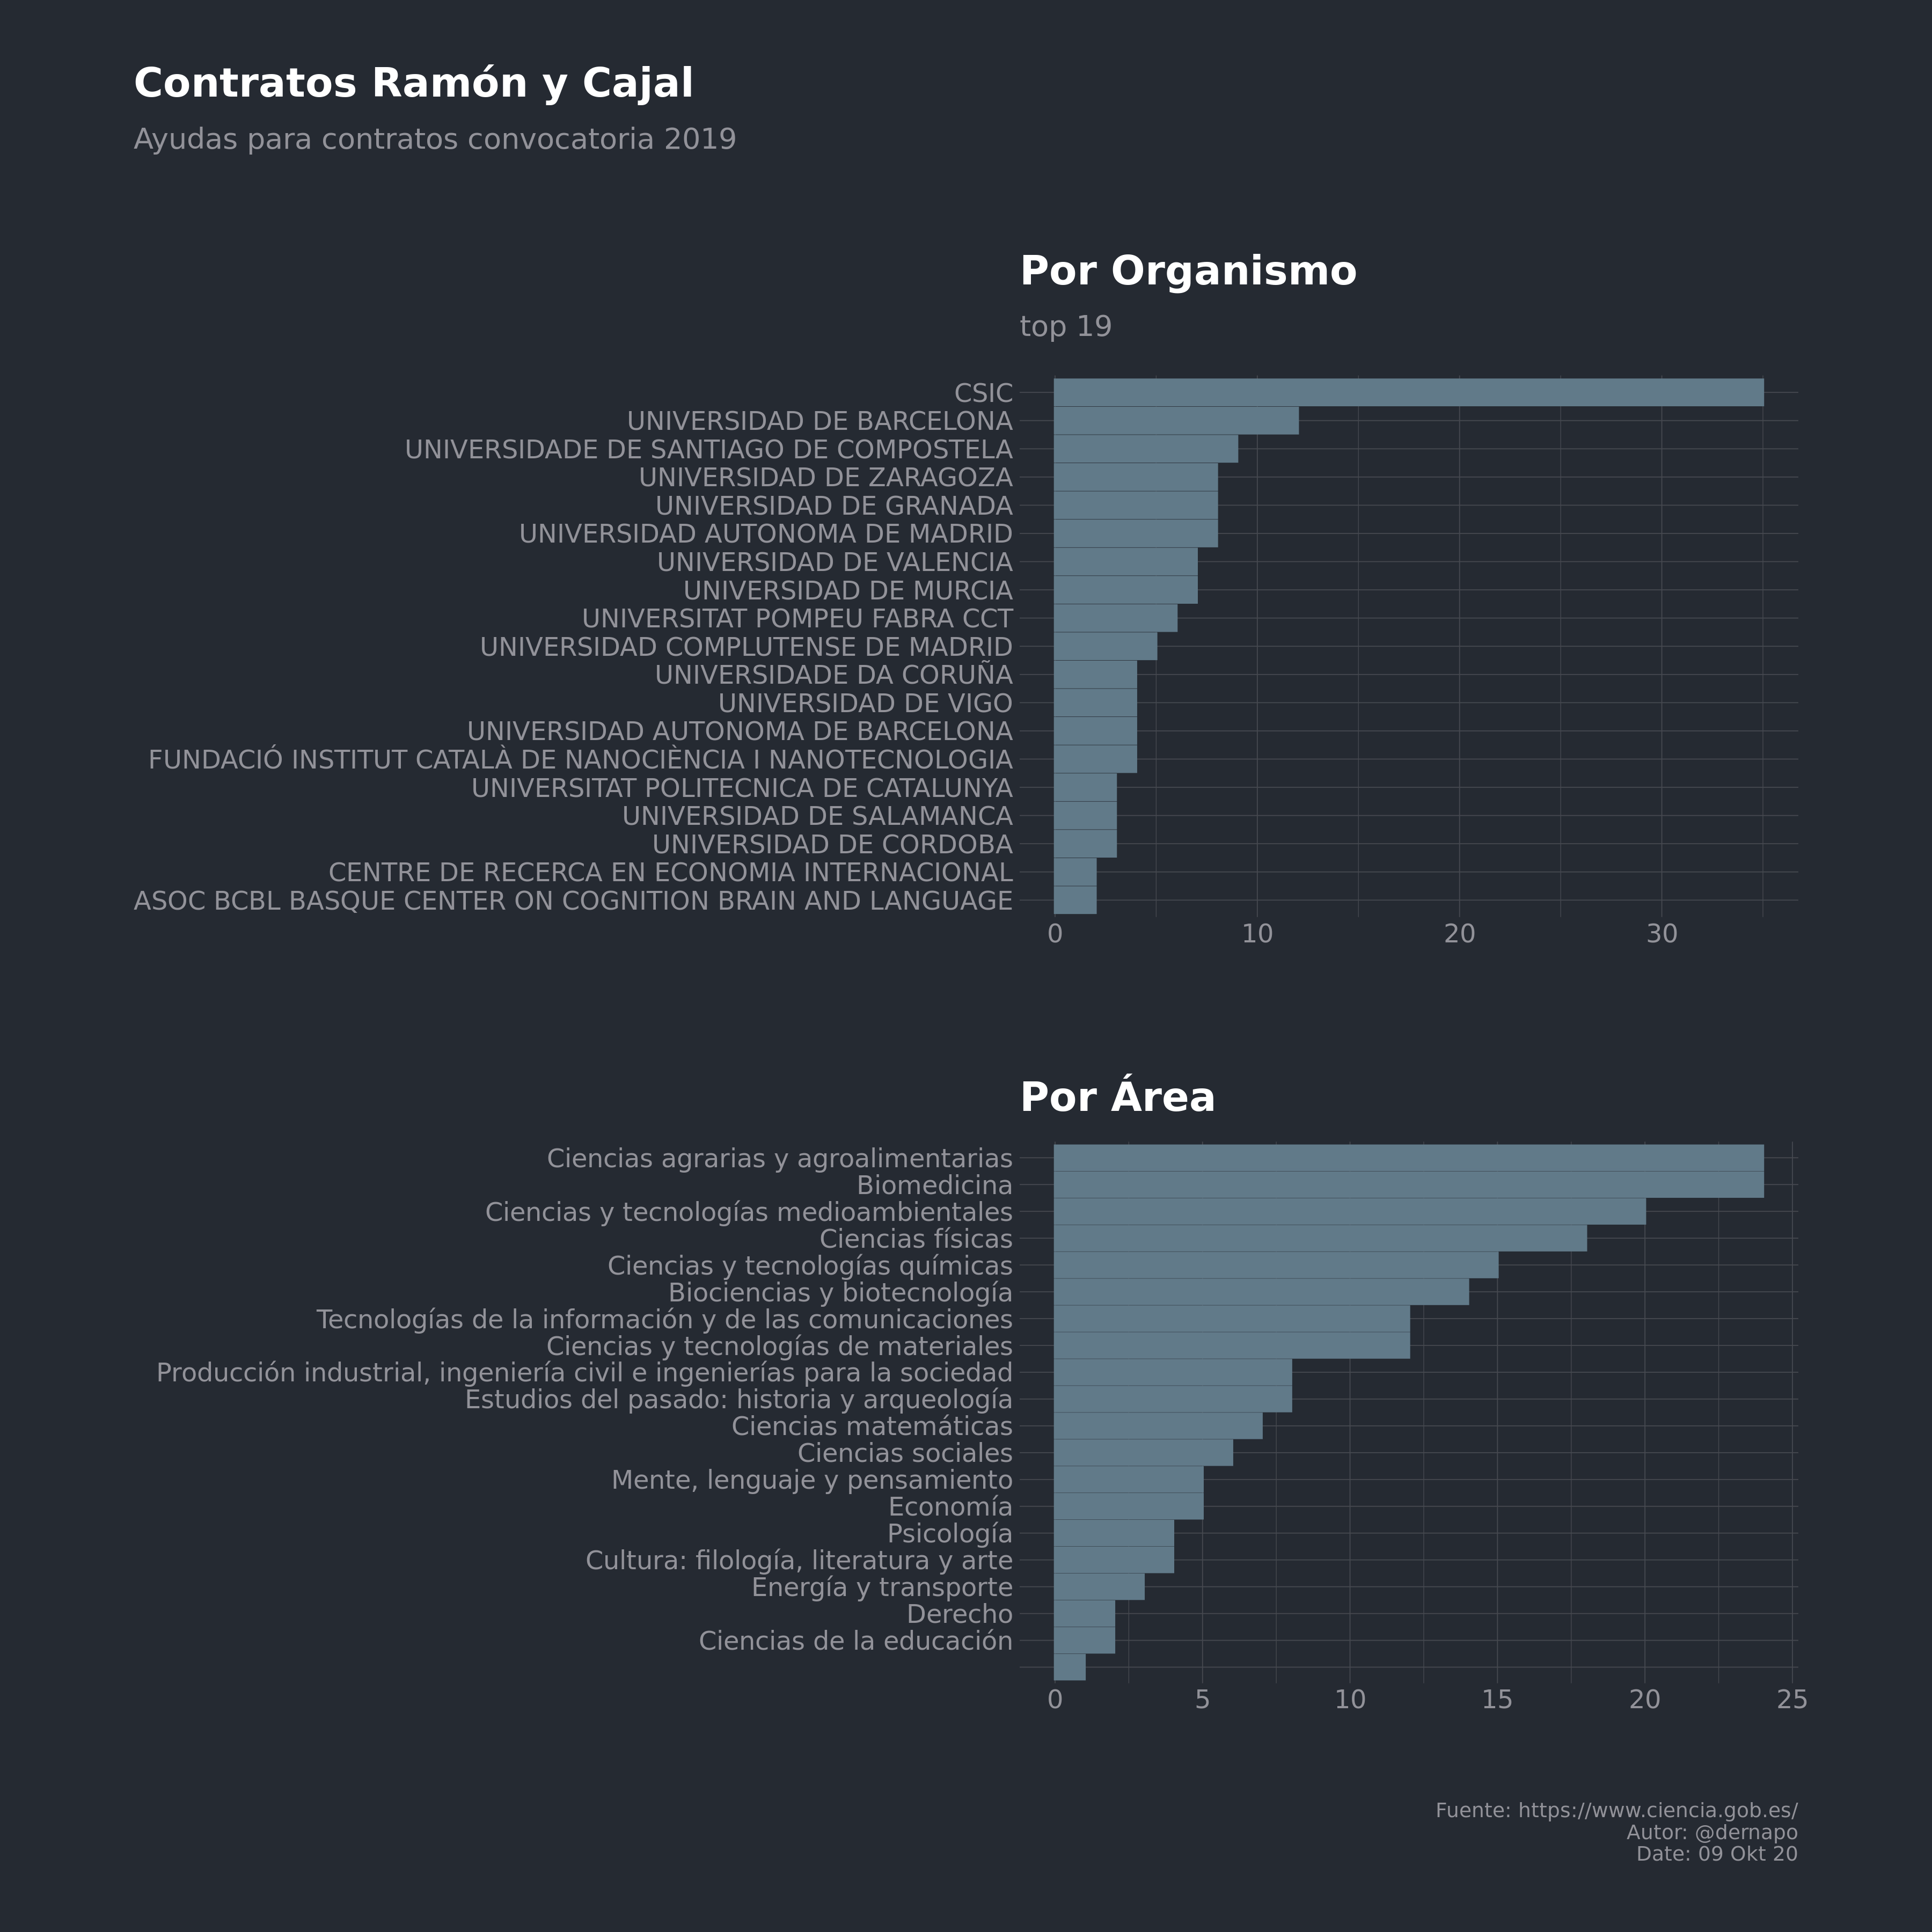 Contratos Ramón y Cajal
Ayudas para contratos convocatoria 2019
Por Organismo
top 19
CSIC
UNIVERSIDAD DE BARCELONA
UNIVERSIDADE DE SANTIAGO DE COMPOSTELA
UNIVERSIDAD DE ZARAGOZA
UNIVERSIDAD DE GRANADA
UNIVERSIDAD AUTONOMA DE MADRID
UNIVERSIDAD DE VALENCIA
UNIVERSIDAD DE MURCIA
UNIVERSITAT POMPEU FABRA CCT
UNIVERSIDAD COMPLUTENSE DE MADRID
UNIVERSIDADE DA CORUÑA
UNIVERSIDAD DE VIGO
UNIVERSIDAD AUTONOMA DE BARCELONA
FUNDACIÓ INSTITUT CATALÀ DE NANOCIÈNCIA I NANOTECNOLOGIA
UNIVERSITAT POLITECNICA DE CATALUNYA
UNIVERSIDAD DE SALAMANCA
UNIVERSIDAD DE CORDOBA
CENTRE DE RECERCA EN ECONOMIA INTERNACIONAL
ASOC BCBL BASQUE CENTER ON COGNITION BRAIN AND LANGUAGE
0 10 20 30
Por Área
Ciencias agrarias y agroalimentarias
Biomedicina
Ciencias y tecnologías medioambientales
Ciencias físicas
Ciencias y tecnologías químicas
Biociencias y biotecnología
Tecnologías de la información y de las comunicaciones
Ciencias y tecnologías de materiales
Producción industrial, ingeniería civil e ingenierías para la sociedad
Estudios del pasado: historia y arqueología
Ciencias matemáticas
Ciencias sociales
Mente, lenguaje y pensamiento
Economía
Psicología
Cultura: filología, literatura y arte
Energía y transporte
Derecho
Ciencias de la educación
0 5 10 15 20 25
Fuente: https://www.ciencia.gob.es/
Autor: @dernapo
Date: 09 Okt 20